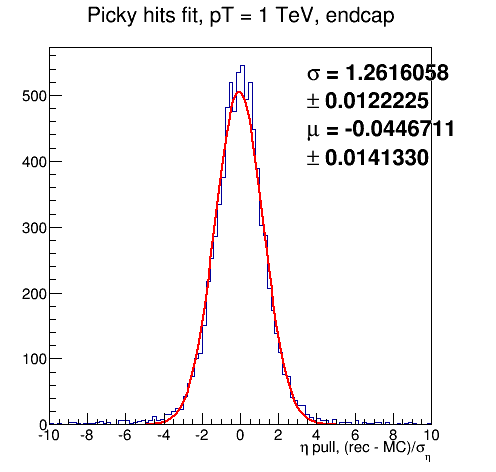 Picky hits fit, pT = 1 TeV, endcap
σ = 1.2616058
± 0.0122225
μ = -0.0446711
± 0.0141330
500
400
300
200
100
0
-10 -8 -6 -4 -2 0 2 4 6 8 10
η pull, (rec - MC)/σ_η